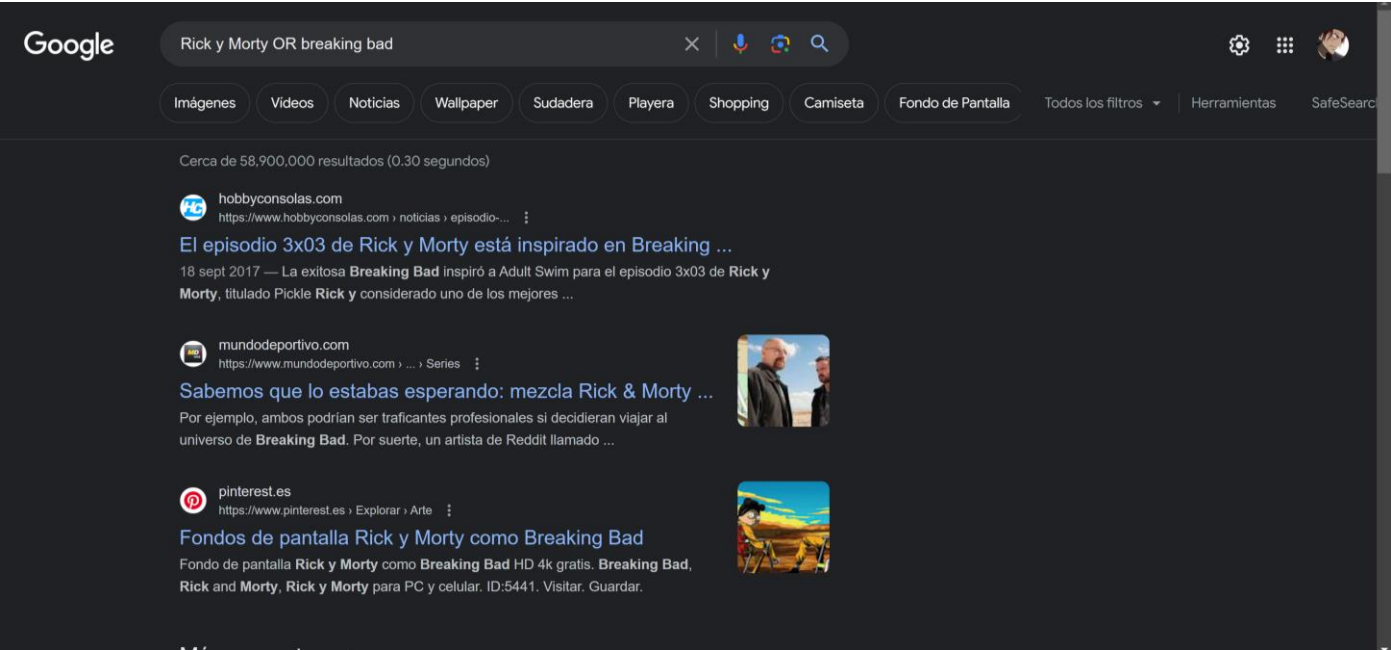 Google
Rick y Morty OR breaking bad
Imágenes Videos Noticias Wallpaper Sudadera Playera Shopping Camiseta Fondo de Pantalla Todos los filtros Herramientas SafeSearc
Cerca de 58,900,000 resultados (0.30 segundos)
HC
hobbyconsolas.com
https://www.hobbyconsolas.com › noticias › episodio-...
El episodio 3x03 de Rick y Morty está inspirado en Breaking ...
18 sept 2017 — La exitosa Breaking Bad inspiró a Adult Swim para el episodio 3x03 de Rick y
Morty, titulado Pickle Rick y considerado uno de los mejores ...
MD
mundodeportivo.com
https://www.mundodeportivo.com › ... › Series
Sabemos que lo estabas esperando: mezcla Rick & Morty ...
Por ejemplo, ambos podrían ser traficantes profesionales si decidieran viajar al
universo de Breaking Bad. Por suerte, un artista de Reddit llamado ...
pinterest.es
https://www.pinterest.es › Explorar › Arte
Fondos de pantalla Rick y Morty como Breaking Bad
Fondo de pantalla Rick y Morty como Breaking Bad HD 4k gratis. Breaking Bad,
Rick and Morty, Rick y Morty para PC y celular. ID:5441. Visitar. Guardar.